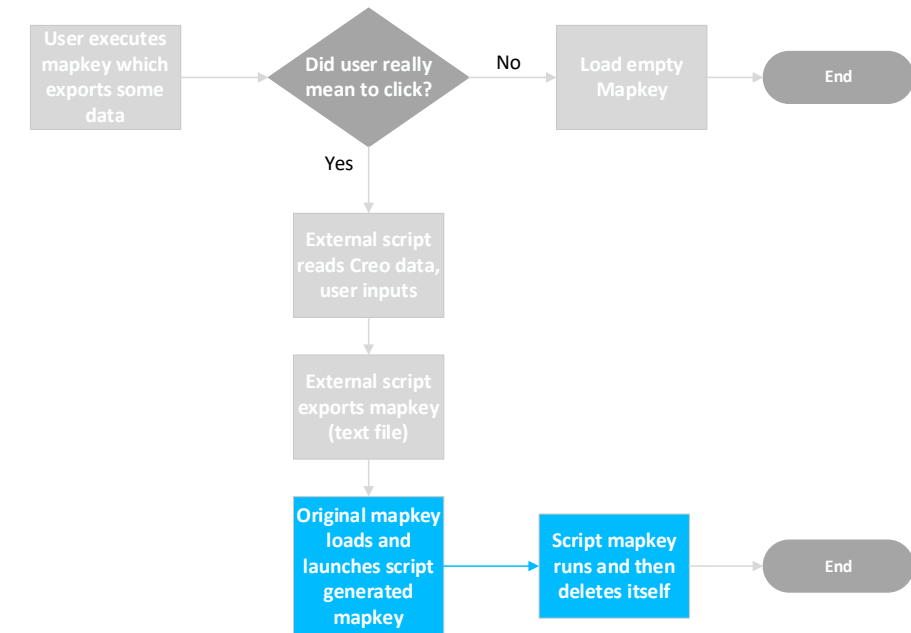 User executes
mapkey which
exports some
data
Did user really
mean to click?
No
Load empty
Mapkey
End
Yes
External script
reads Creo data,
user inputs
External script
exports mapkey
(text file)
Original mapkey
loads and
launches script
generated
mapkey
Script mapkey
runs and then
deletes itself
End